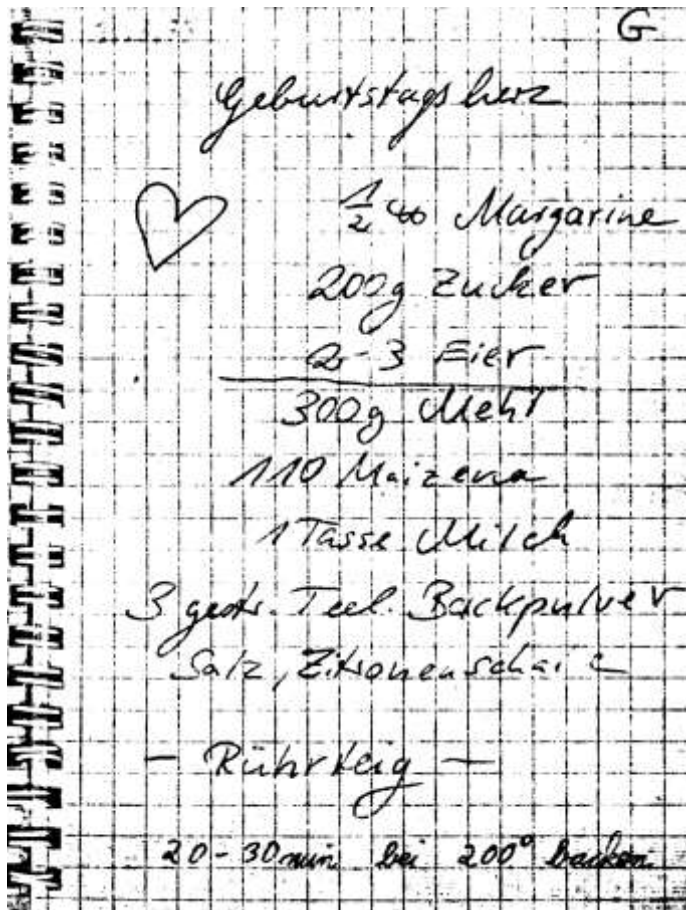 G
Geburtstagsherz
1/2 ℔ Margarine
200g Zucker
2-3 Eier
300g Mehl
110 Maizena
1 Tasse Milch
3 gestr. Teel. Backpulver
Salz, Zitronenschale
- Rührteig -
20-30 min bei 200° backen.